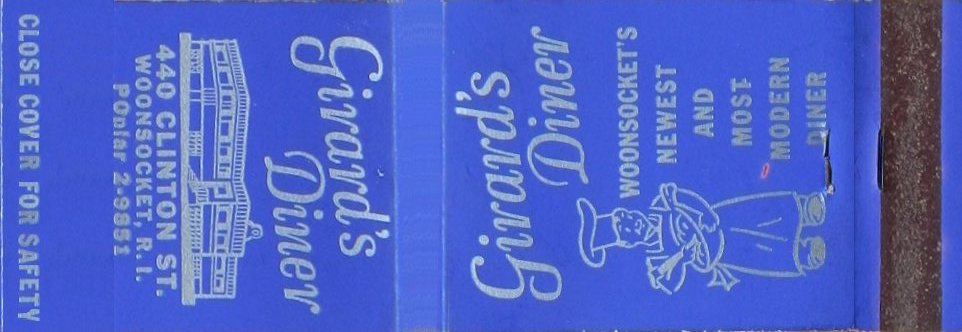 Girard's
Diner
WOONSOCKET'S
NEWEST
AND
MOST
MODERN
DINER
Girard's
Diner
440 CLINTON ST.
WOONSOCKET, R.I.
POplar 2-9851
CLOSE COVER FOR SAFETY